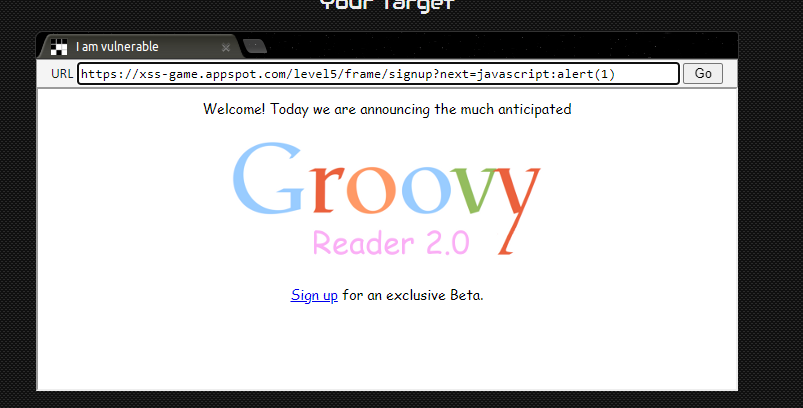 Your Target
I am vulnerable
URL https://xss-game.appspot.com/level5/frame/signup?next=javascript:alert(1) Go
Welcome! Today we are announcing the much anticipated
Groovy
Reader 2.0
Sign up for an exclusive Beta.